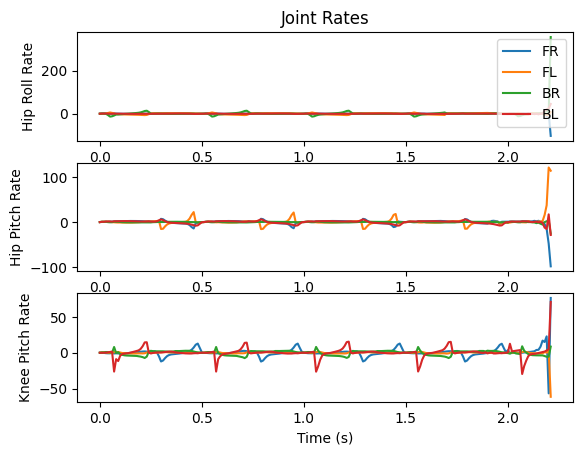 Joint Rates
Hip Roll Rate
200
0
FR
FL
BR
BL
0.0 0.5 1.0 1.5 2.0
Hip Pitch Rate
100
0
−100
0.0 0.5 1.0 1.5 2.0
Knee Pitch Rate
50
0
−50
0.0 0.5 1.0 1.5 2.0
Time (s)